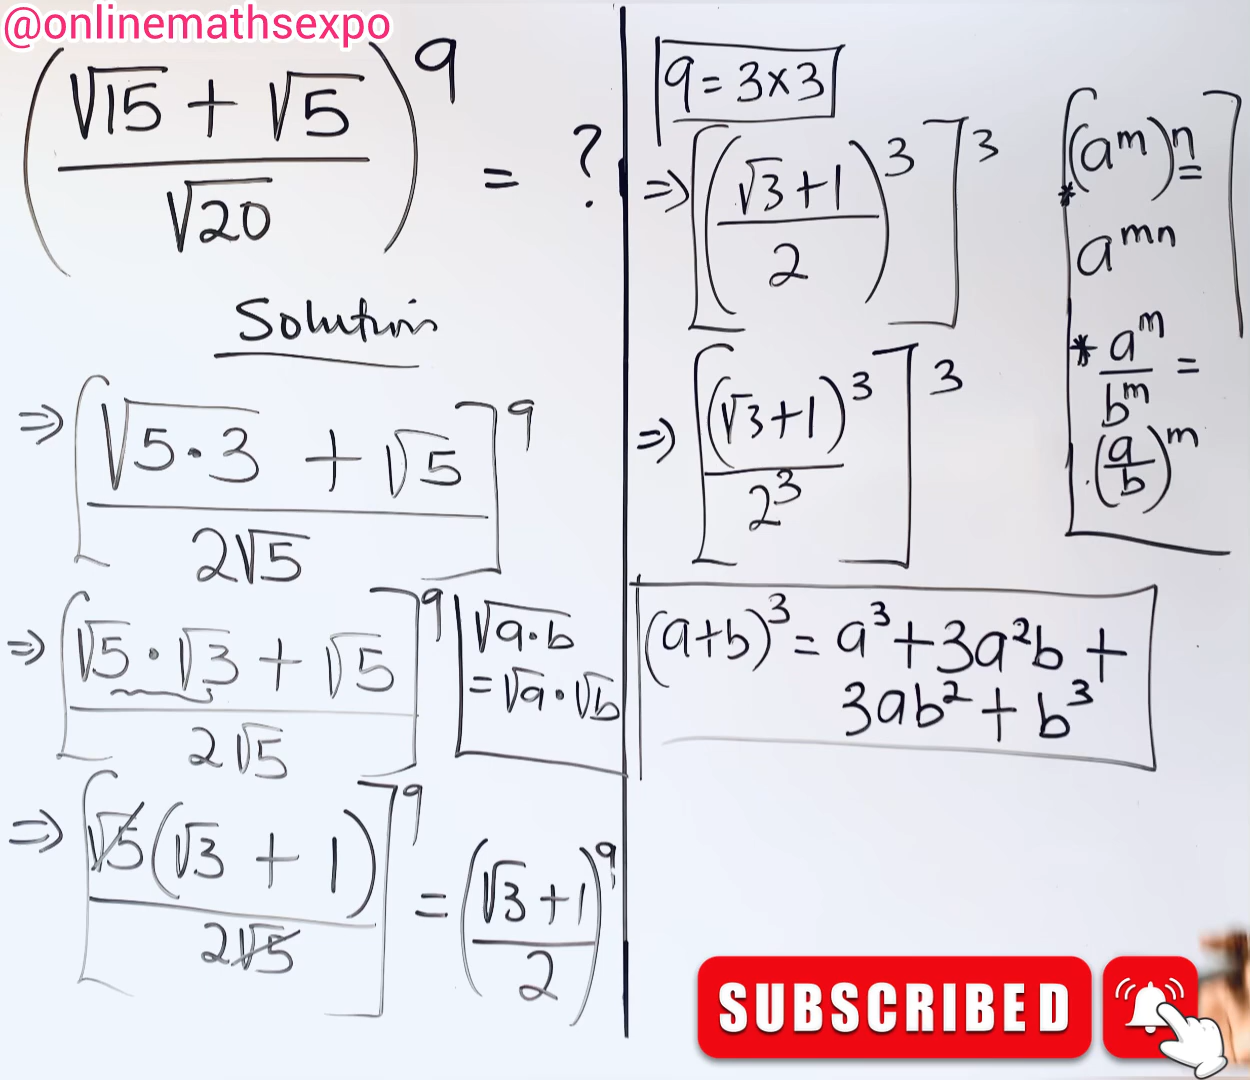 @onlinemathsexpo
((√15 + √5)/√20)^9 = ?
Solution
⇒ [(√5·3 + √5)/2√5]^9
⇒ [(√5·√3 + √5)/2√5]^9
√a·b
= √a·√b
⇒ [√5(√3 + 1)/2√5]^9 = ((√3+1)/2)^9
9 = 3×3
⇒ [((√3+1)/2)^3]^3
⇒ [(√3+1)^3/2^3]^3
* (a^m)^n =
a^mn
* a^m/b^m =
(a/b)^m
(a+b)^3 = a^3+3a^2b +
3ab^2 + b^3
SUBSCRIBED